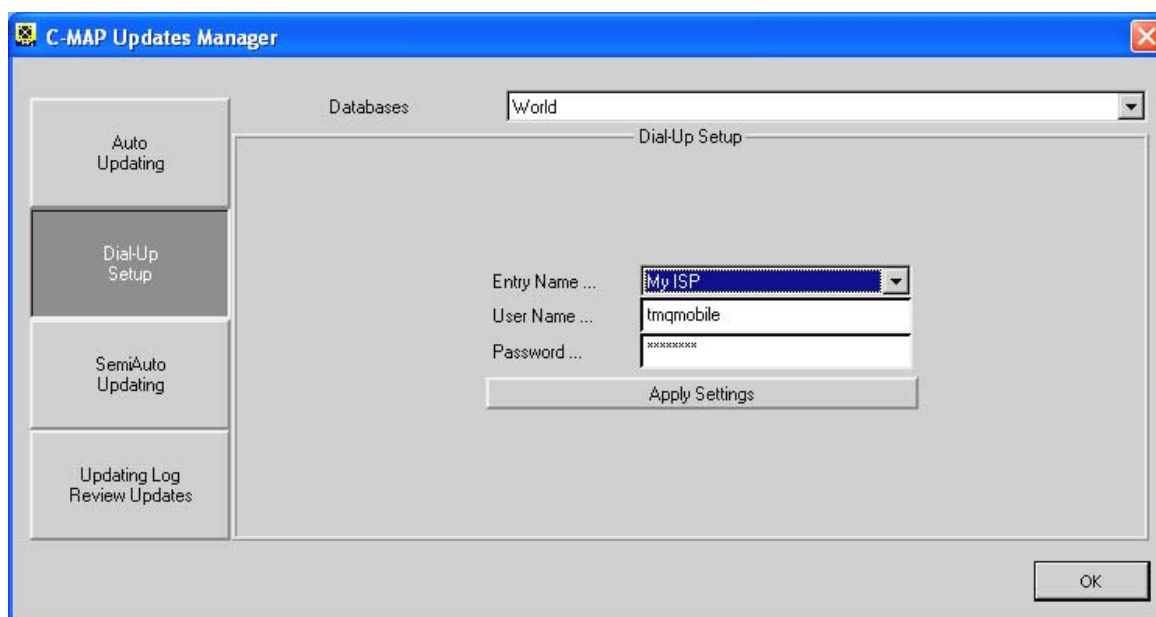 C-MAP Updates Manager
Databases
World
Auto
Updating
Dial-Up
Setup
SemiAuto
Updating
Updating Log
Review Updates
Dial-Up Setup
Entry Name ...
My ISP
User Name ...
tmqmobile
Password ...
********
Apply Settings
OK